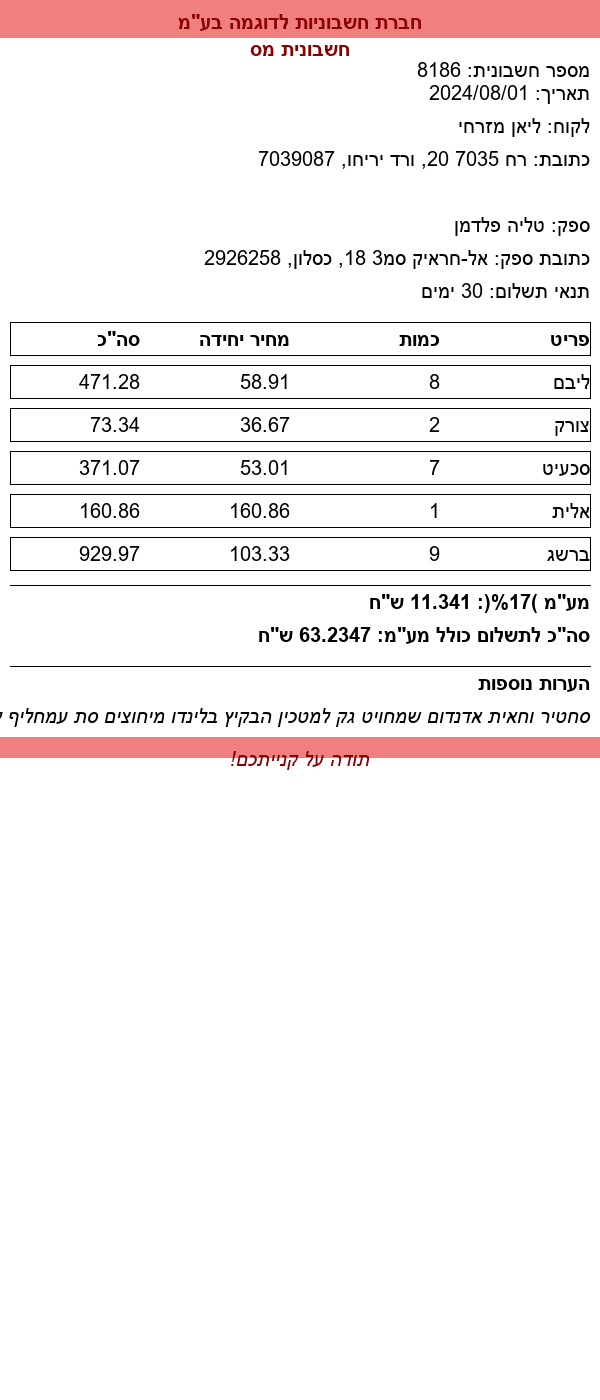 חברת חשבוניות לדוגמה בע"מ
חשבונית מס
מספר חשבונית: 8186
תאריך: 2024/08/01
לקוח: ליאן מזרחי
כתובת: רח 7035 20, ורד יריחו, 7039087
ספק: טליה פלדמן
כתובת ספק: אל-חראיק סמ3 18, כסלון, 2926258
תנאי תשלום: 30 ימים
פריט כמות מחיר יחידה סה"כ
ליבם 8 58.91 471.28
צורק 2 36.67 73.34
סכעיט 7 53.01 371.07
אלית 1 160.86 160.86
ברשג 9 103.33 929.97
מע"מ )17%(: 11.341 ש"ח
סה"כ לתשלום כולל מע"מ: 63.2347 ש"ח
הערות נוספות
סחטיר וחאית אדנדום שמחויט גק למטכין הבקיץ בלינדו מיחוצים סת עמחליף
תודה על קנייתכם!